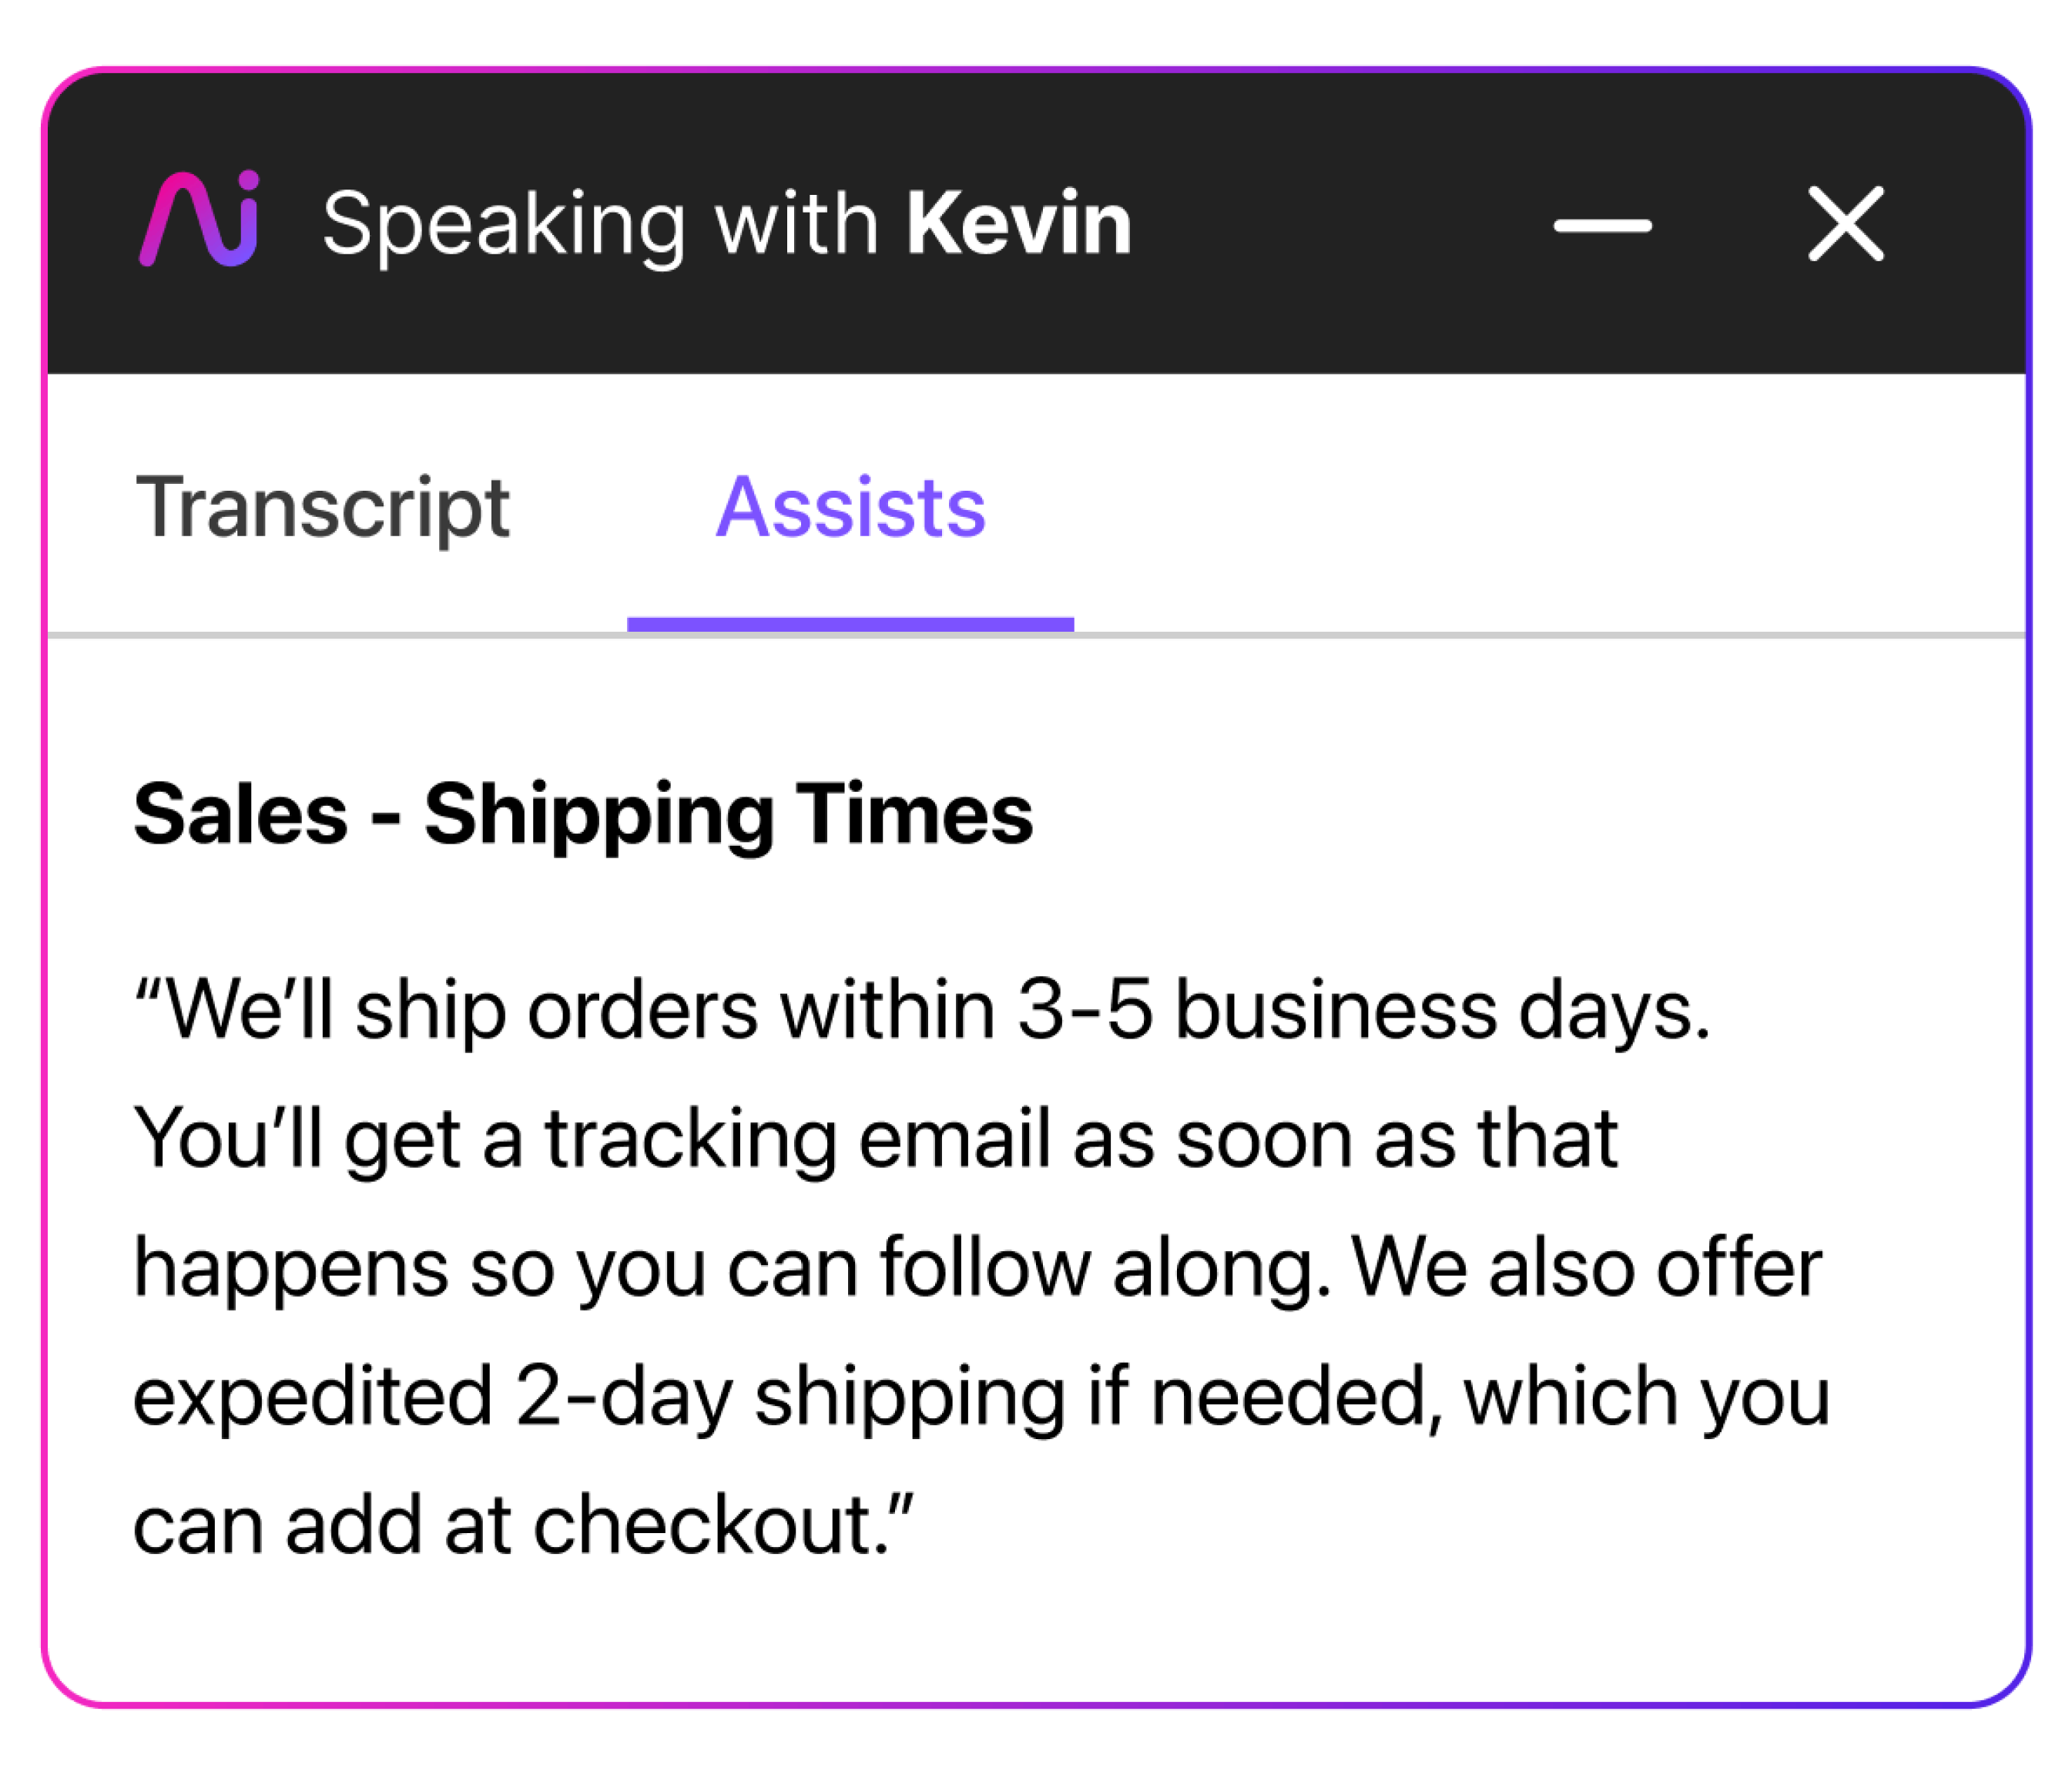 Ai Speaking with Kevin
Transcript Assists
Sales - Shipping Times
“We’ll ship orders within 3-5 business days.
You’ll get a tracking email as soon as that
happens so you can follow along. We also offer
expedited 2-day shipping if needed, which you
can add at checkout.”